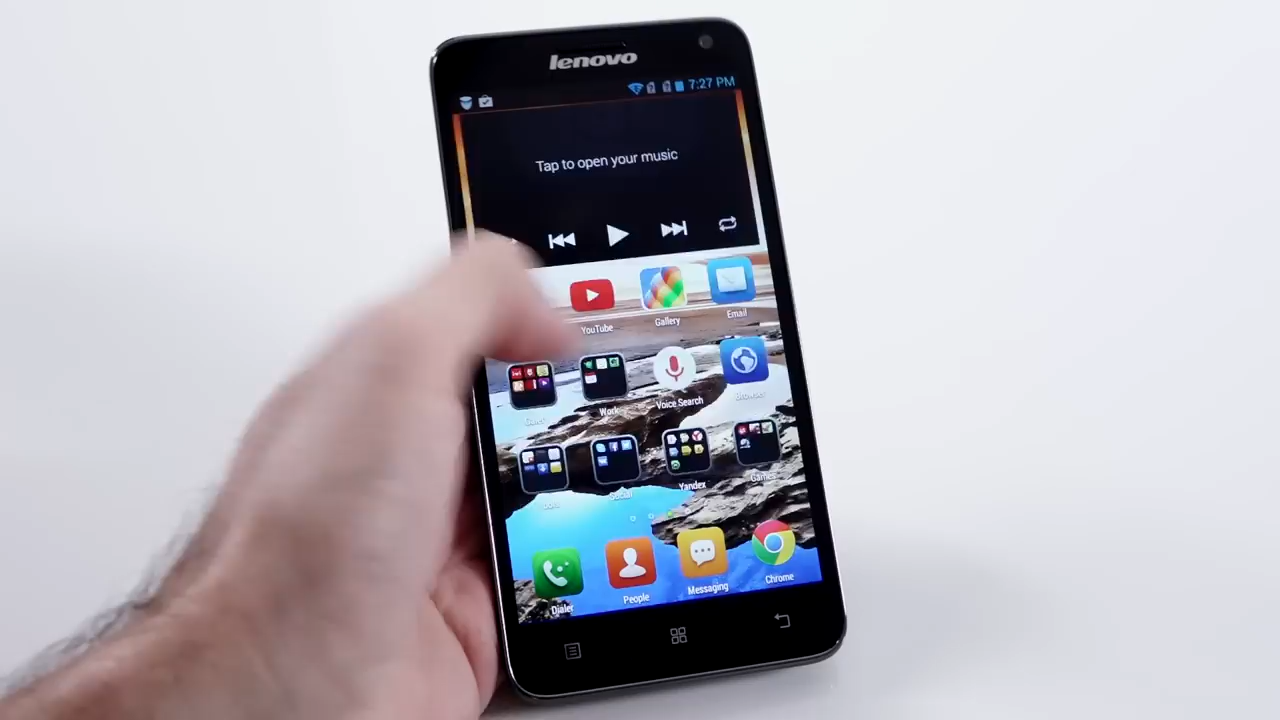 lenovo
7:27 PM
Tap to open your music
YouTube
Gallery
Email
Work
Voice Search
Browser
Social
Yandex
Games
Dialer
People
Messaging
Chrome